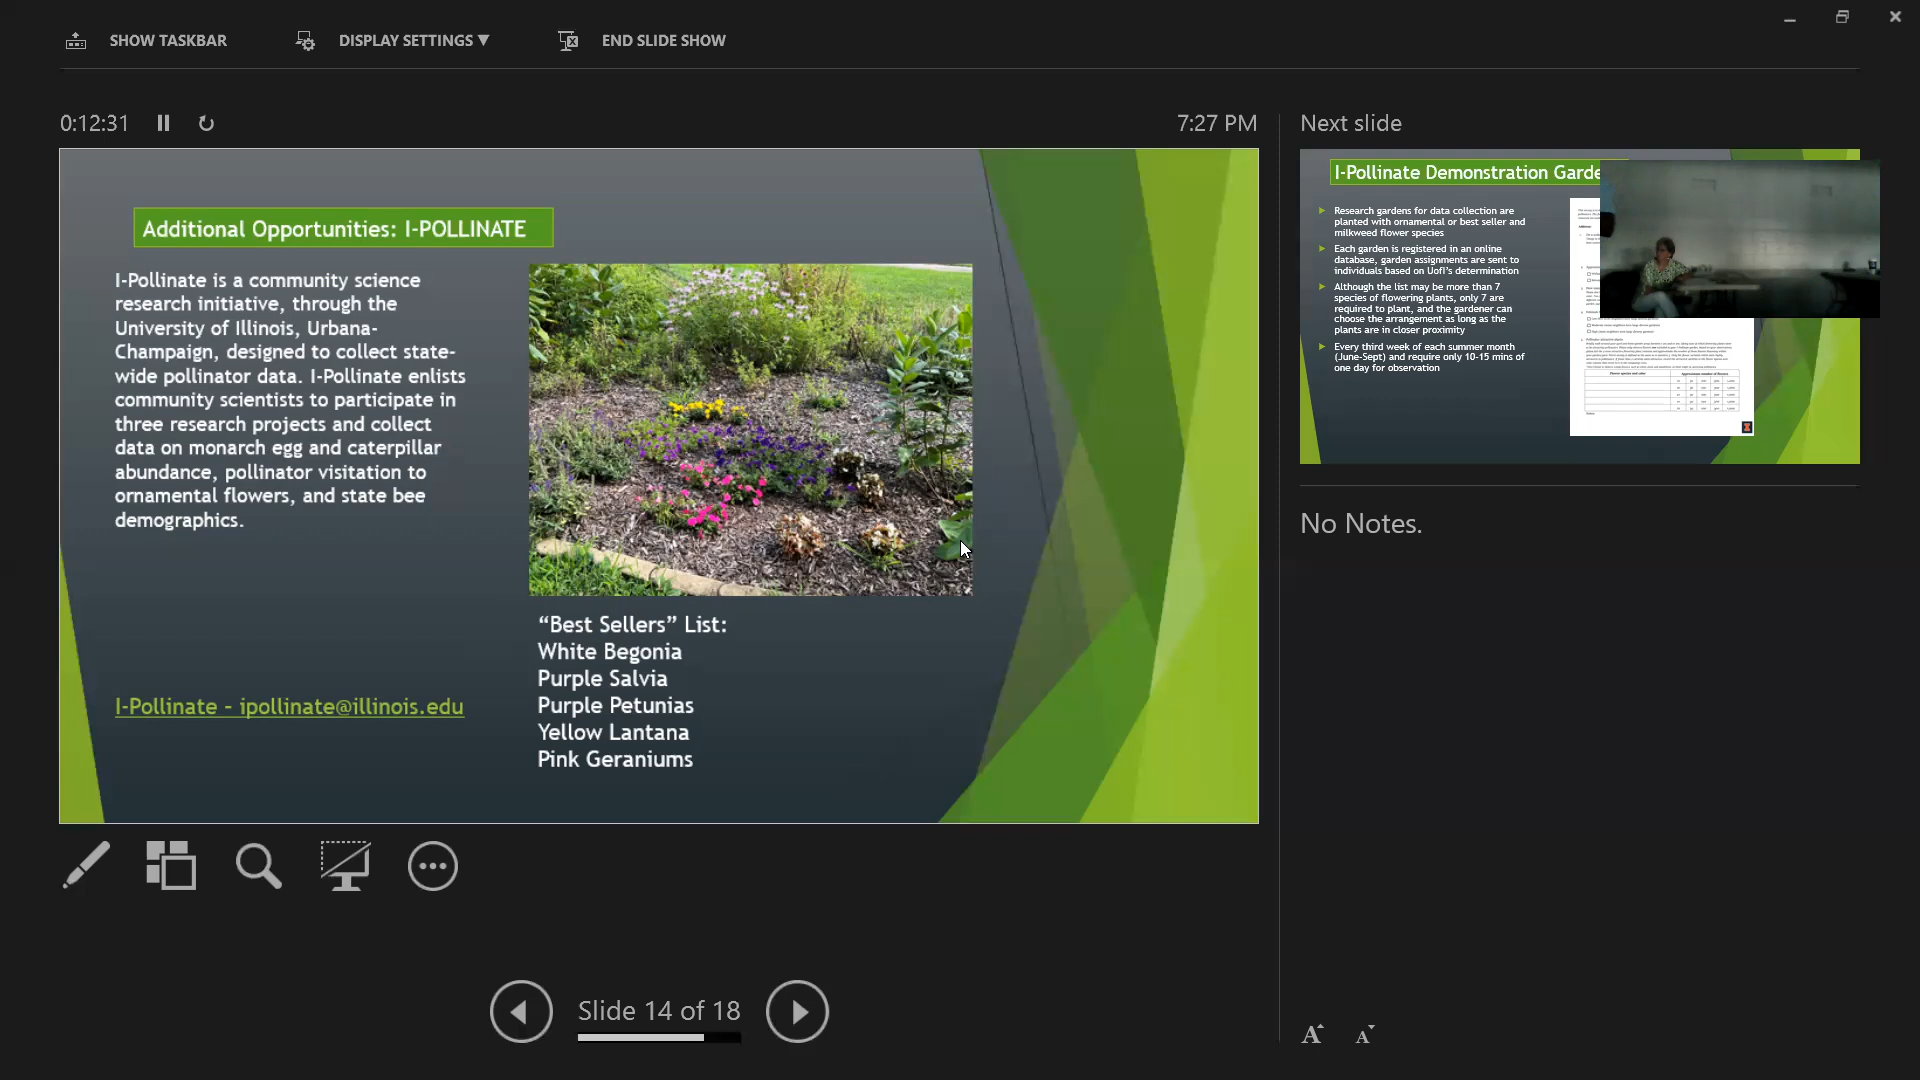 SHOW TASKBAR
DISPLAY SETTINGS ▼
END SLIDE SHOW
0:12:31
7:27 PM
Additional Opportunities: I-POLLINATE
I-Pollinate is a community science
research initiative, through the
University of Illinois, Urbana-
Champaign, designed to collect state-
wide pollinator data. I-Pollinate enlists
community scientists to participate in
three research projects and collect
data on monarch egg and caterpillar
abundance, pollinator visitation to
ornamental flowers, and state bee
demographics.
I-Pollinate - ipollinate@illinois.edu
“Best Sellers” List:
White Begonia
Purple Salvia
Purple Petunias
Yellow Lantana
Pink Geraniums
Slide 14 of 18
Next slide
I-Pollinate Demonstration Garde
Research gardens for data collection are
planted with ornamental or best seller and
milkweed flower species
Each garden is registered in an online
database, garden assignments are sent to
individuals based on UofI's determination
Although the list may be more than 7
species of flowering plants, only 7 are
required to plant, and the gardener can
choose the arrangement as long as the
plants are in closer proximity
Every third week of each summer month
(June-Sept) and require only 10-15 mins of
one day for observation
No Notes.
A
A